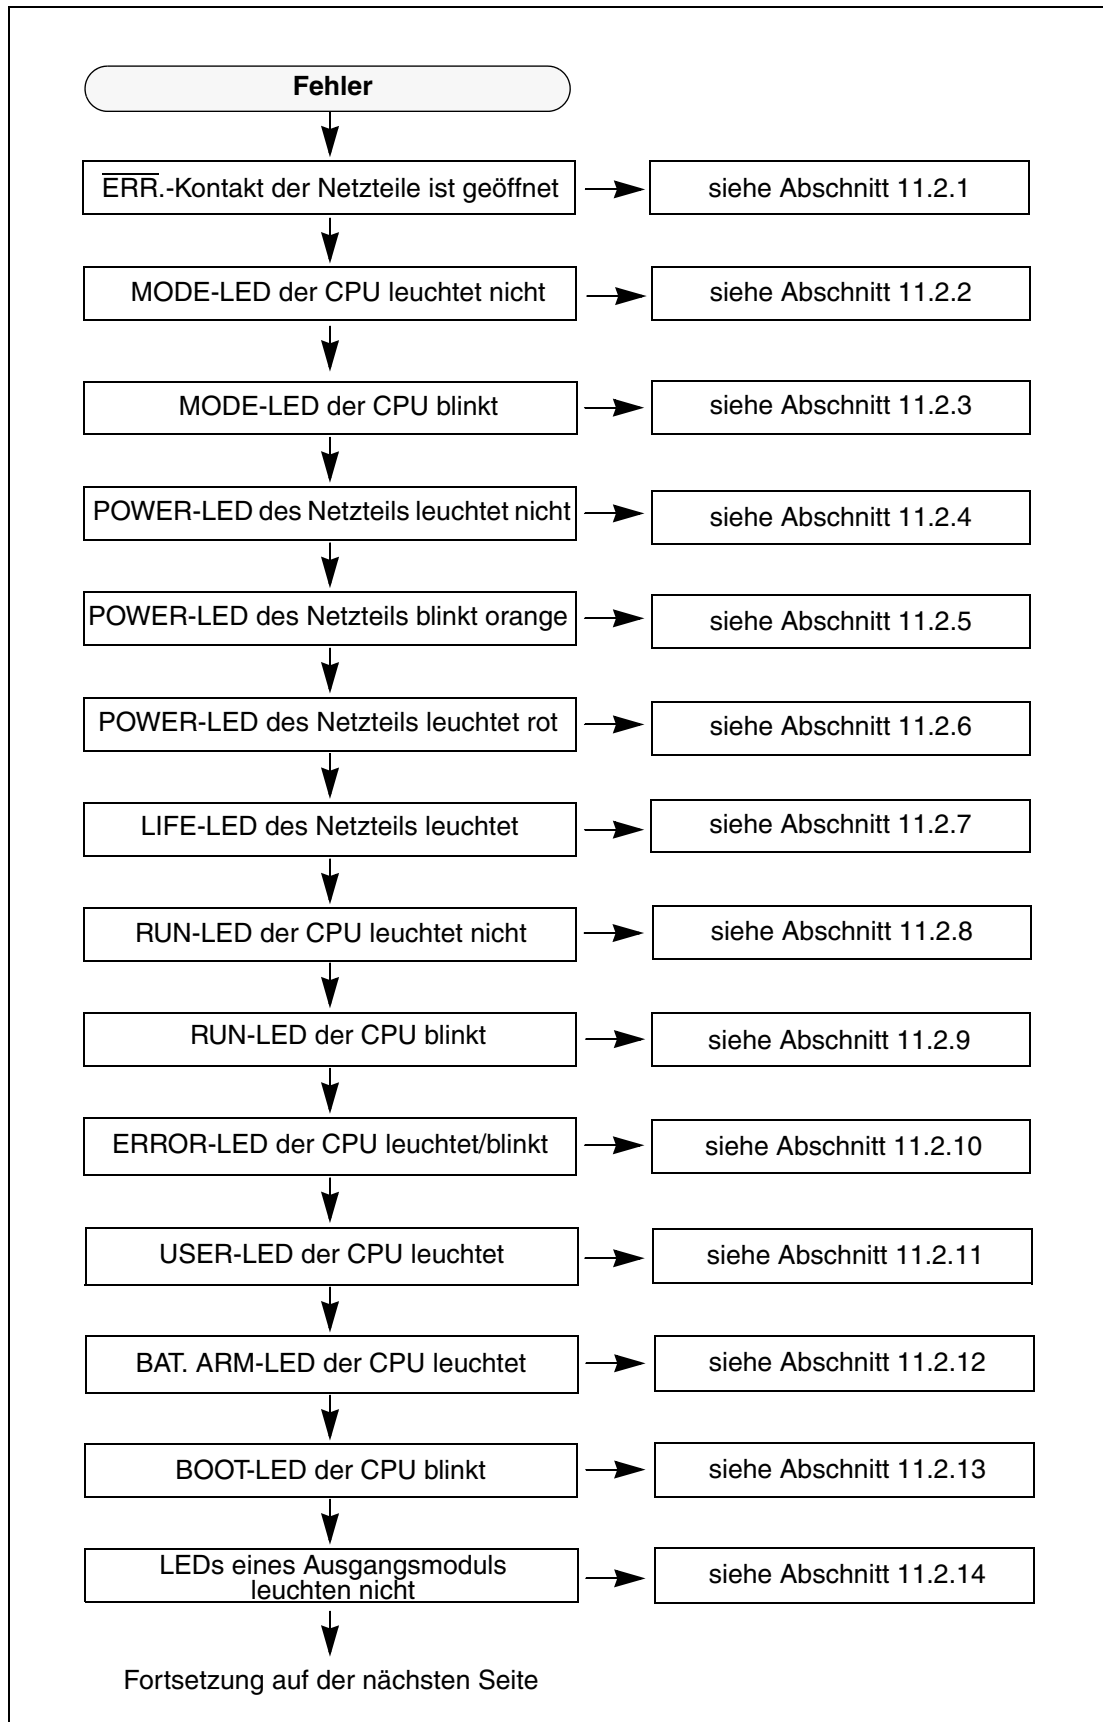 Fehler
ERR.-Kontakt der Netzteile ist geöffnet
siehe Abschnitt 11.2.1
MODE-LED der CPU leuchtet nicht
siehe Abschnitt 11.2.2
MODE-LED der CPU blinkt
siehe Abschnitt 11.2.3
POWER-LED des Netzteils leuchtet nicht
siehe Abschnitt 11.2.4
POWER-LED des Netzteils blinkt orange
siehe Abschnitt 11.2.5
POWER-LED des Netzteils leuchtet rot
siehe Abschnitt 11.2.6
LIFE-LED des Netzteils leuchtet
siehe Abschnitt 11.2.7
RUN-LED der CPU leuchtet nicht
siehe Abschnitt 11.2.8
RUN-LED der CPU blinkt
siehe Abschnitt 11.2.9
ERROR-LED der CPU leuchtet/blinkt
siehe Abschnitt 11.2.10
USER-LED der CPU leuchtet
siehe Abschnitt 11.2.11
BAT. ARM-LED der CPU leuchtet
siehe Abschnitt 11.2.12
BOOT-LED der CPU blinkt
siehe Abschnitt 11.2.13
LEDs eines Ausgangsmoduls
leuchten nicht
siehe Abschnitt 11.2.14
Fortsetzung auf der nächsten Seite